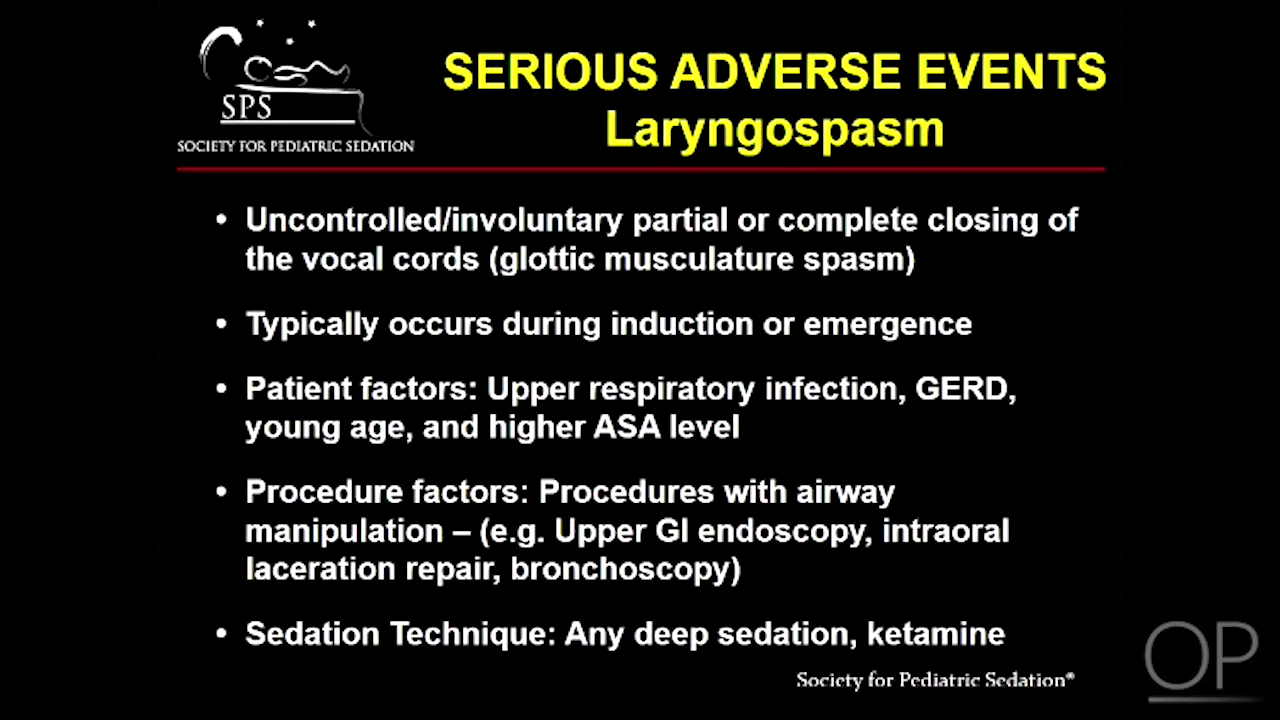 SPS
SOCIETY FOR PEDIATRIC SEDATION
SERIOUS ADVERSE EVENTS
Laryngospasm
• Uncontrolled/involuntary partial or complete closing of
the vocal cords (glottic musculature spasm)
• Typically occurs during induction or emergence
• Patient factors: Upper respiratory infection, GERD,
young age, and higher ASA level
• Procedure factors: Procedures with airway
manipulation – (e.g. Upper GI endoscopy, intraoral
laceration repair, bronchoscopy)
• Sedation Technique: Any deep sedation, ketamine
Society for Pediatric Sedation®
OP